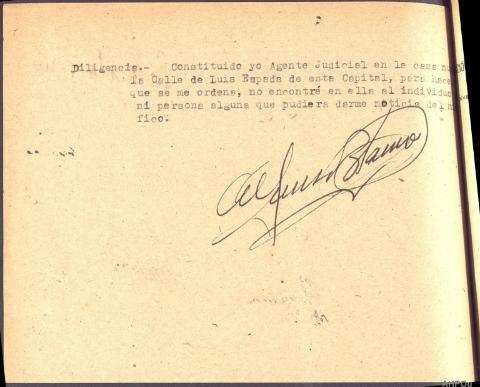 Diligencia.- Constituido yo Agente Judicial en la casa
la Calle de Luis Espada de esta Capital, para
que se me ordena, no encontré en ella al
ni persona alguna que pudiera darme noticia del
fico.
Alfonso